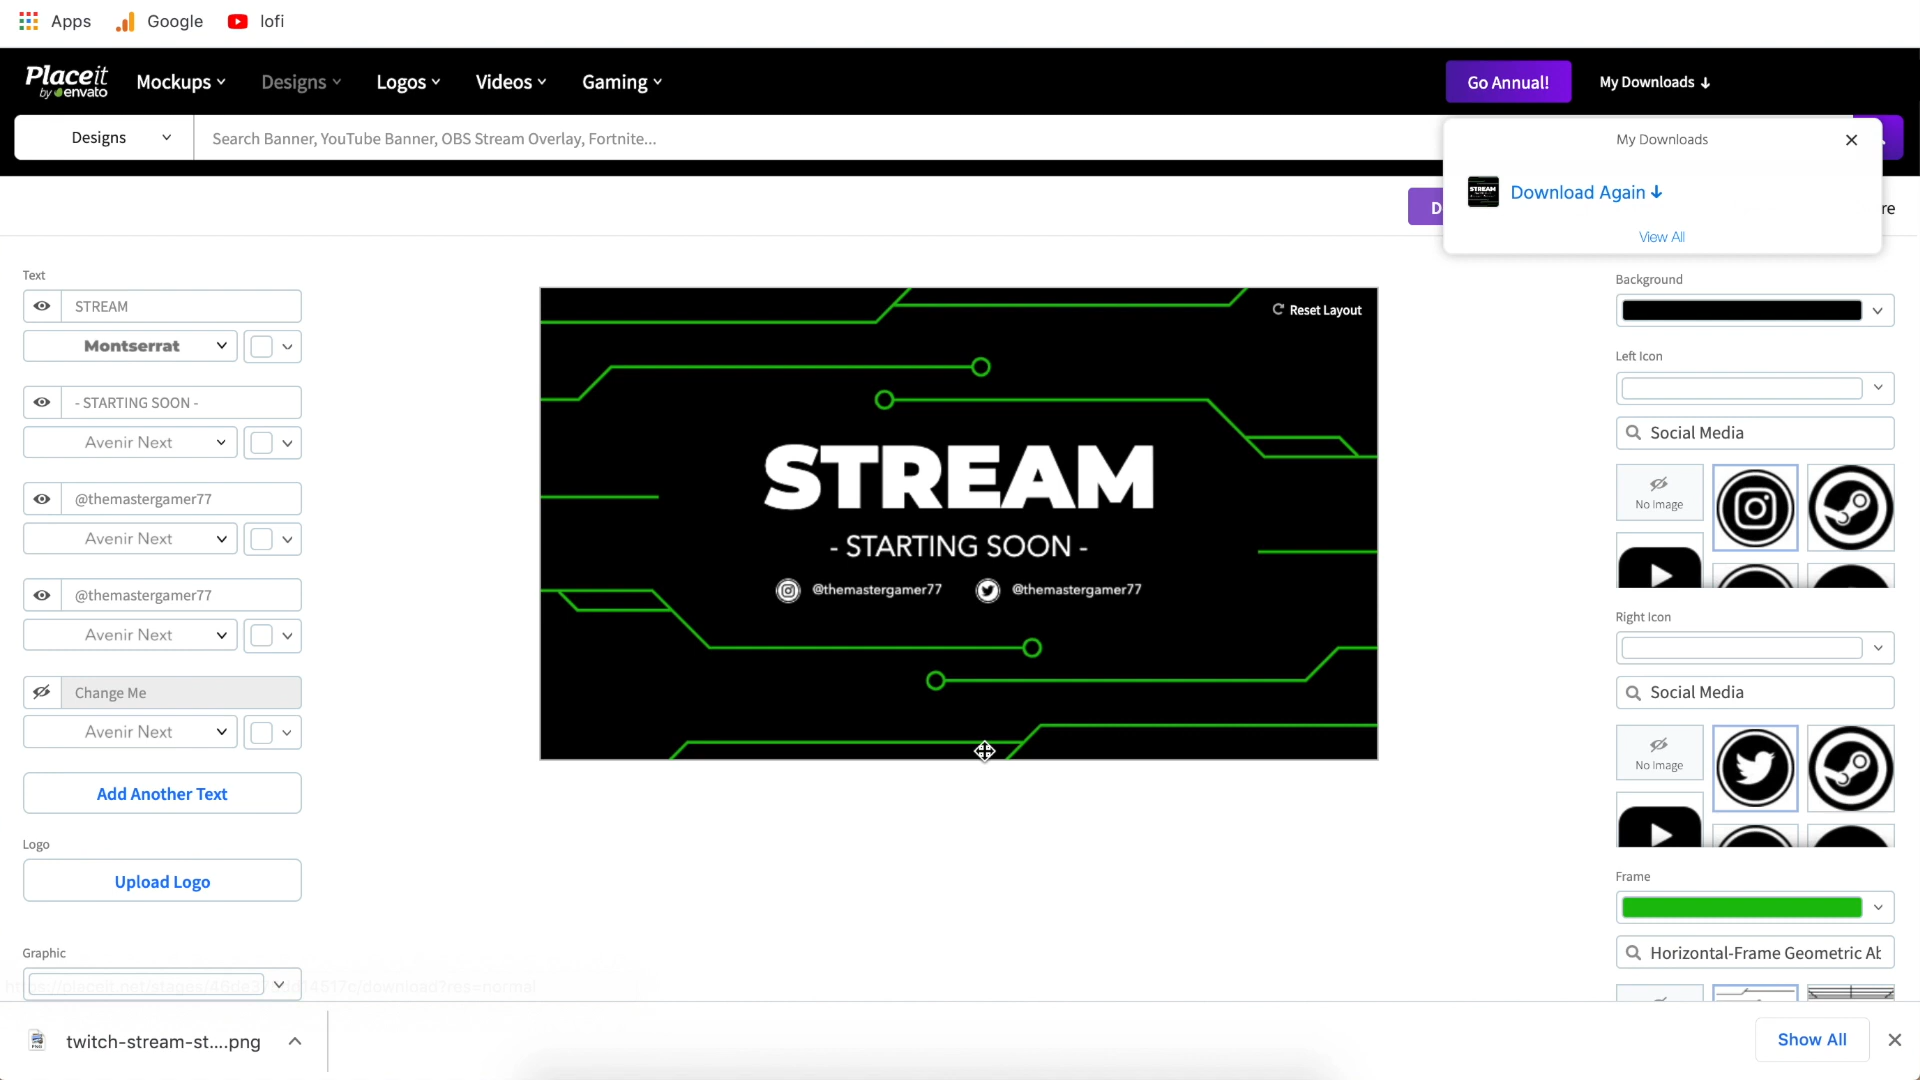 Apps
Google
lofi
Placeit
by envato
Mockups
Designs
Logos
Videos
Gaming
Go Annual!
My Downloads
Designs
Search Banner, YouTube Banner, OBS Stream Overlay, Fortnite...
My Downloads
Download Again
View All
D
re
Text
STREAM
Montserrat
- STARTING SOON -
Avenir Next
@themastergamer77
Avenir Next
@themastergamer77
Avenir Next
Change Me
Avenir Next
Add Another Text
Logo
Upload Logo
Graphic
Reset Layout
STREAM
- STARTING SOON -
@themastergamer77 @themastergamer77
Background
Left Icon
Social Media
No Image
Right Icon
Social Media
No Image
Frame
Horizontal-Frame Geometric Ab
twitch-stream-st....png
Show All